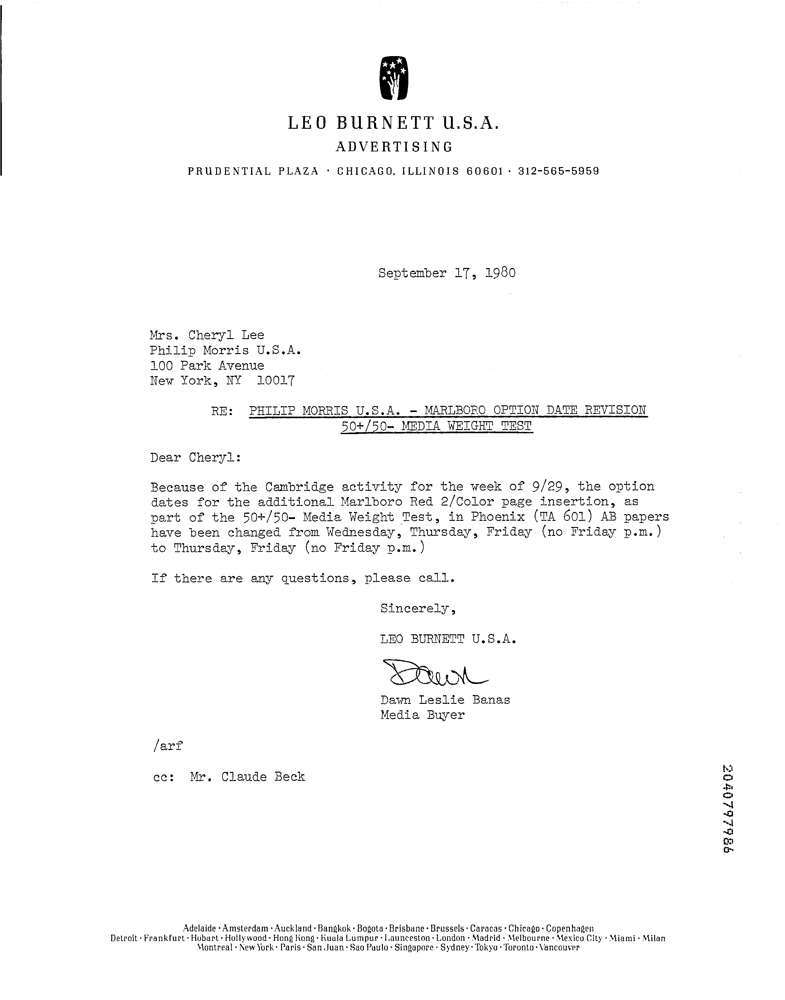 LEO BURNETT U.S.A.
ADVERTISING
PRUDENTIAL PLAZA · CHICAGO, ILLINOIS 60601 · 312-565-5959
September 17, 1980
Mrs. Cheryl Lee
Philip Morris U.S.A.
100 Park Avenue
New York, NY 10017
RE: PHILIP MORRIS U.S.A. - MARLBORO OPTION DATE REVISION
50+/50- MEDIA WEIGHT TEST
Dear Cheryl:
Because of the Cambridge activity for the week of 9/29, the option
dates for the additional Marlboro Red 2/Color page insertion, as
part of the 50+/50- Media Weight Test, in Phoenix (TA 601) AB papers
have been changed from Wednesday, Thursday, Friday (no Friday p.m.)
to Thursday, Friday (no Friday p.m.)
If there are any questions, please call.
Sincerely,
LEO BURNETT U.S.A.
Dawn
Dawn Leslie Banas
Media Buyer
/arf
cc: Mr. Claude Beck
2040797986
Adelaide · Amsterdam · Auckland · Bangkok · Bogota · Brisbane · Brussels · Caracas · Chicago · Copenhagen
Detroit · Frankfurt · Hobart · Hollywood · Hong Kong · Kuala Lumpur · Launceston · London · Madrid · Melbourne · Mexico City · Miami · Milan
Montreal · New York · Paris · San Juan · Sao Paulo · Singapore · Sydney · Tokyo · Toronto · Vancouver